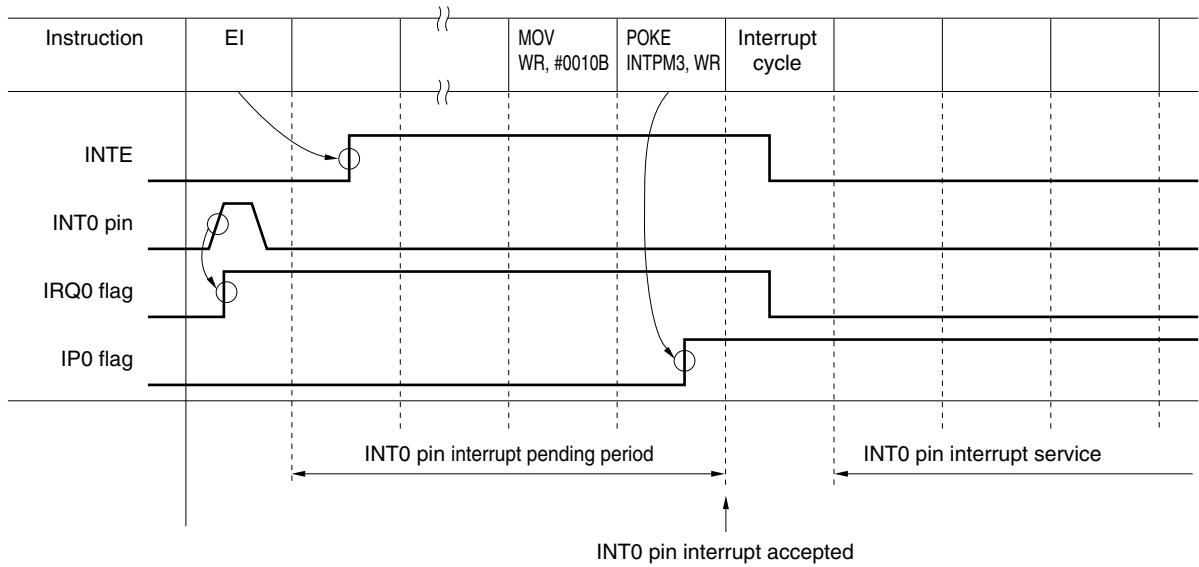 Instruction EI MOV POKE Interrupt
WR, #0010B INTPM3, WR cycle
INTE
INT0 pin
IRQ0 flag
IP0 flag
INT0 pin interrupt pending period INT0 pin interrupt service
INT0 pin interrupt accepted